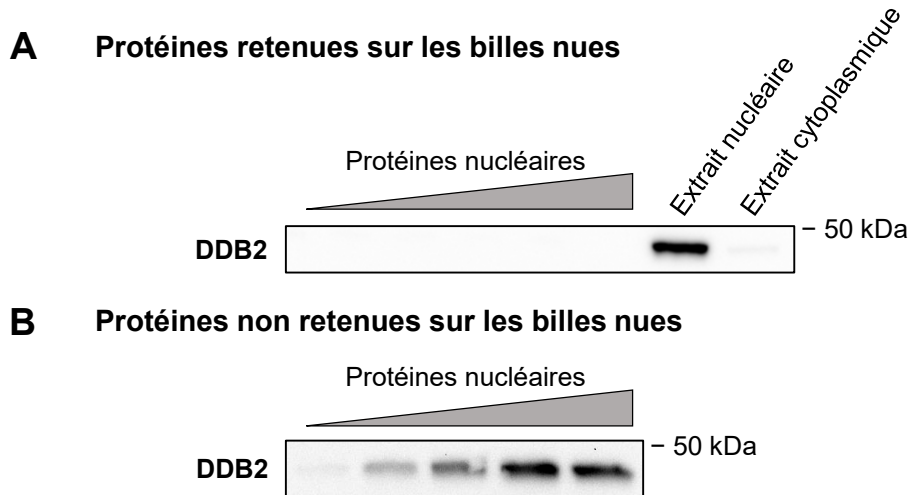 A Protéines retenues sur les billes nues
Extrait nucléaire
Extrait cytoplasmique
Protéines nucléaires
DDB2
− 50 kDa
B Protéines non retenues sur les billes nues
Protéines nucléaires
DDB2
− 50 kDa